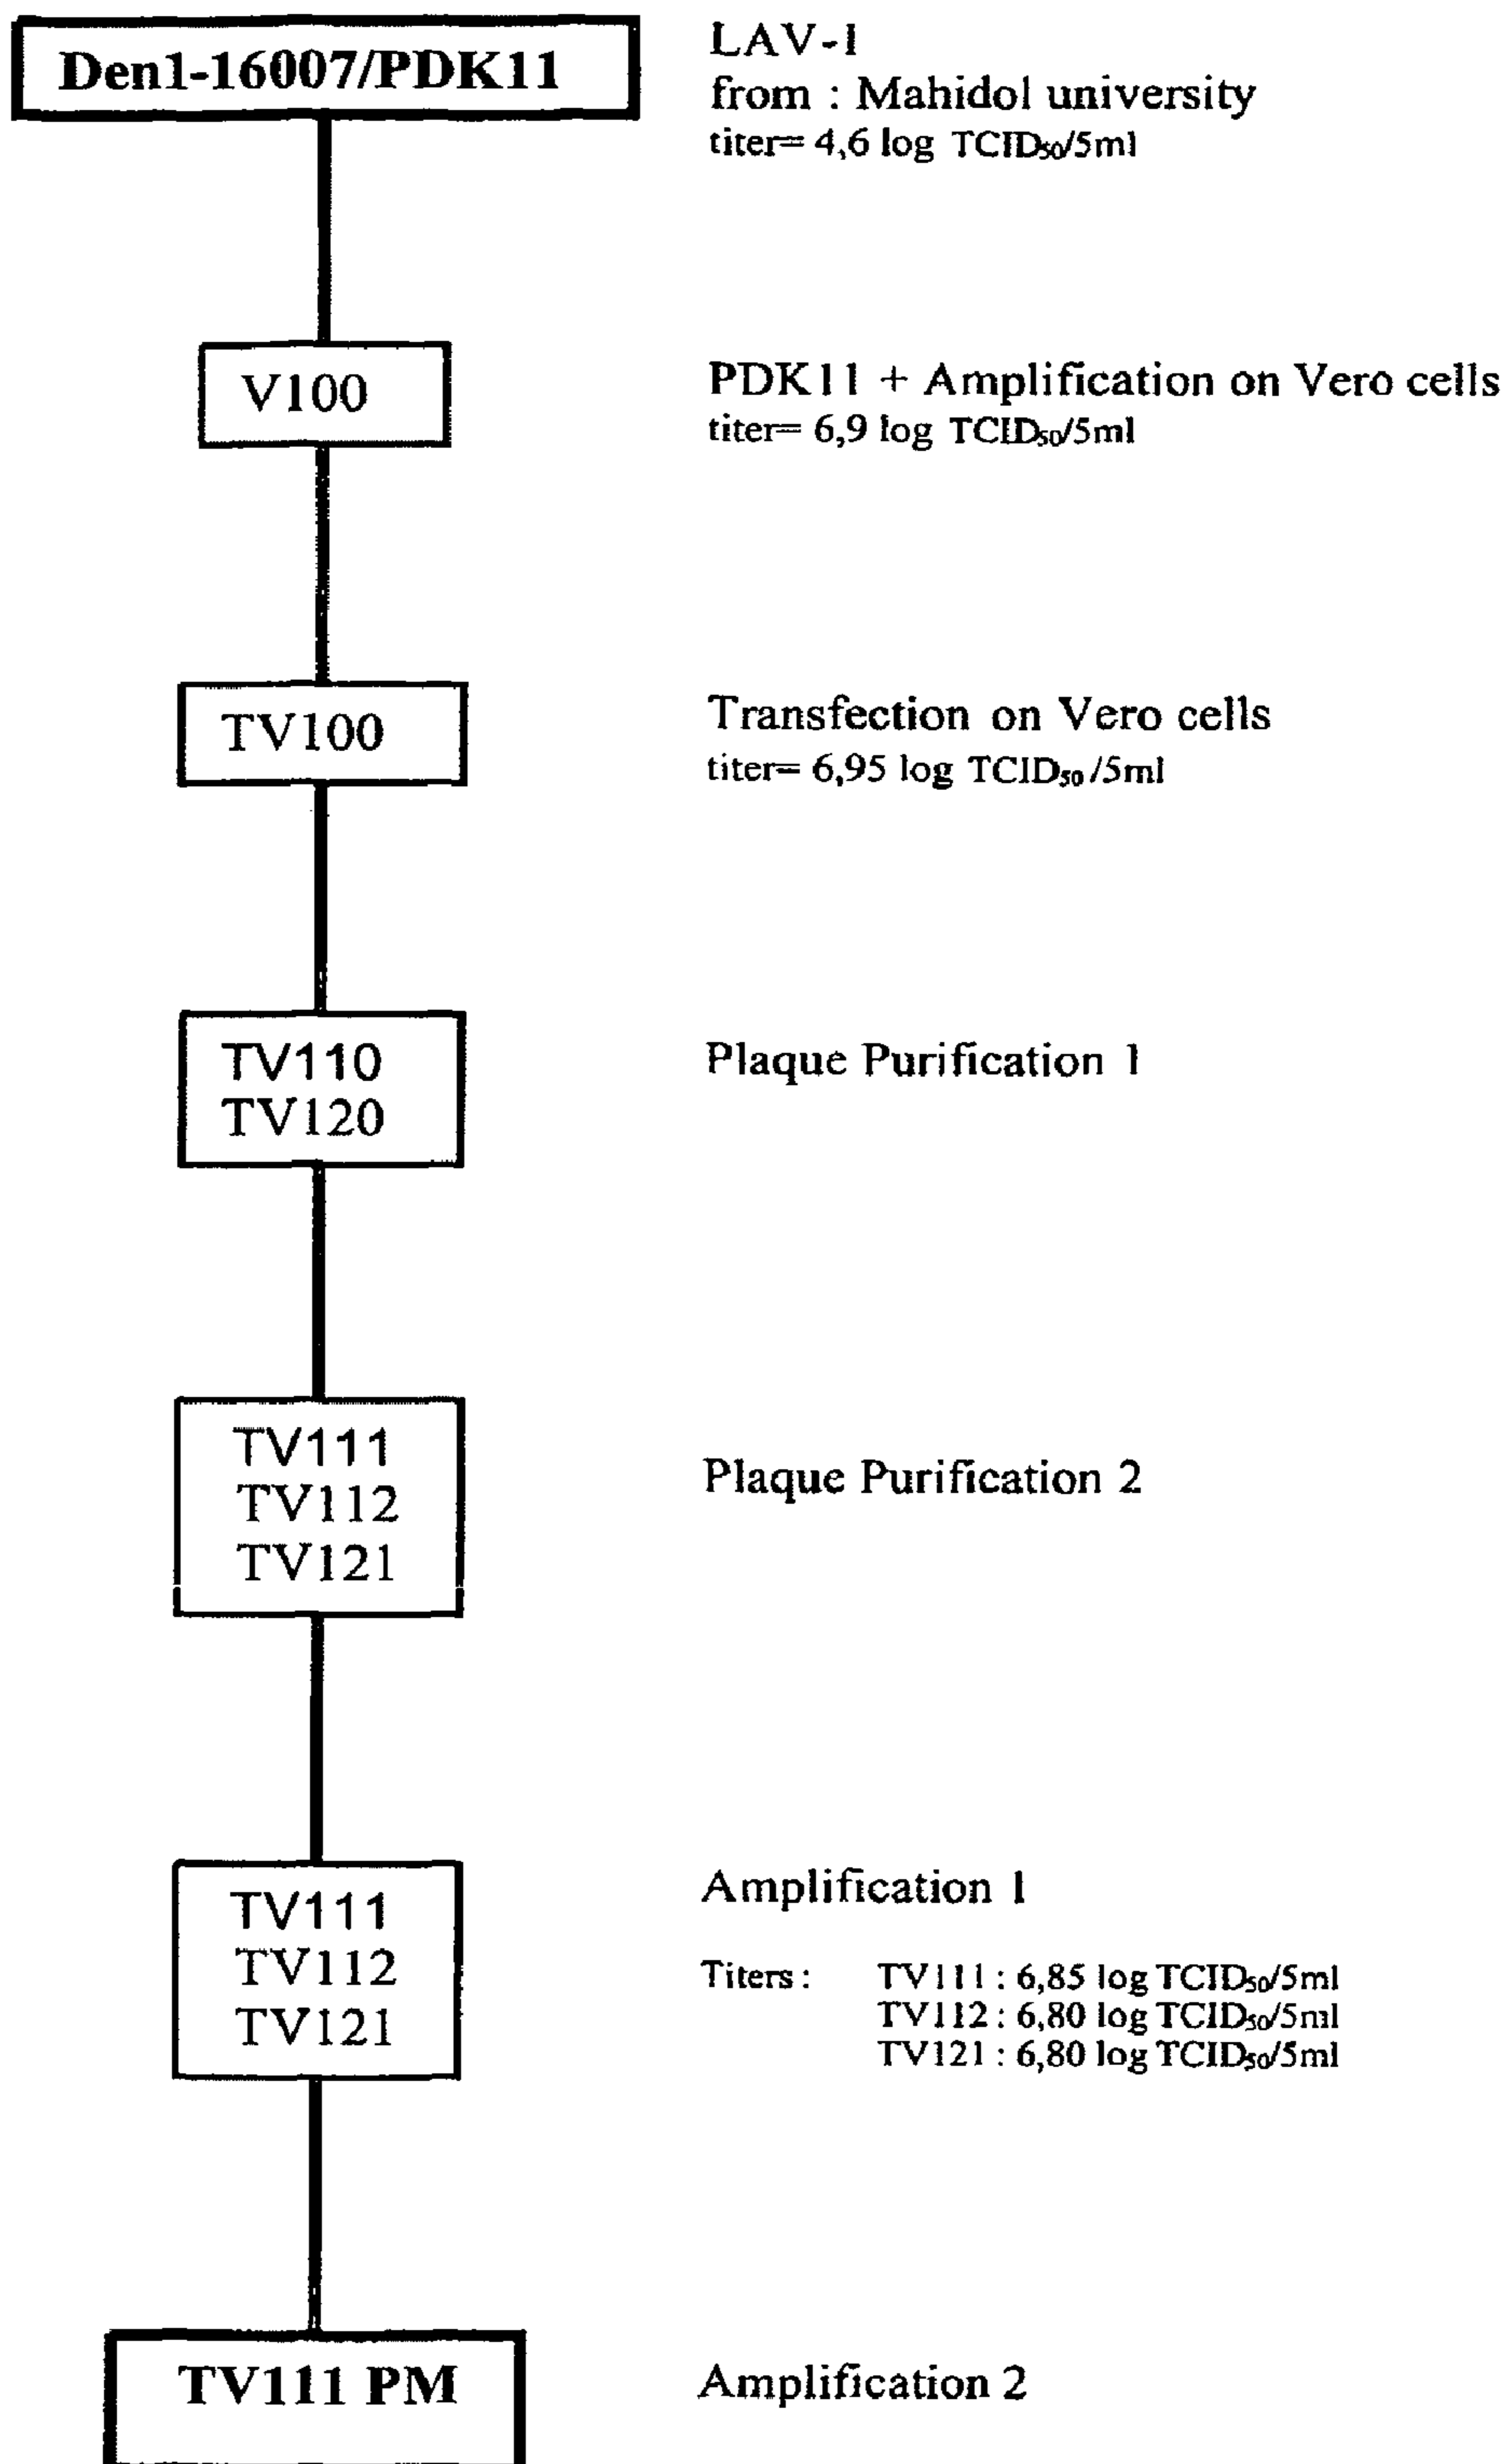 Den1-16007/PDK11
LAV-1
from : Mahidol university
titer= 4,6 log TCID₅₀/5ml
V100
PDK11 + Amplification on Vero cells
titer= 6,9 log TCID₅₀/5ml
TV100
Transfection on Vero cells
titer= 6,95 log TCID₅₀ /5ml
TV110
TV120
Plaque Purification 1
TV111
TV112
TV121
Plaque Purification 2
TV111
TV112
TV121
Amplification 1
Titers : TV111 : 6,85 log TCID₅₀/5ml
TV112 : 6,80 log TCID₅₀/5ml
TV121 : 6,80 log TCID₅₀/5ml
TV111 PM
Amplification 2